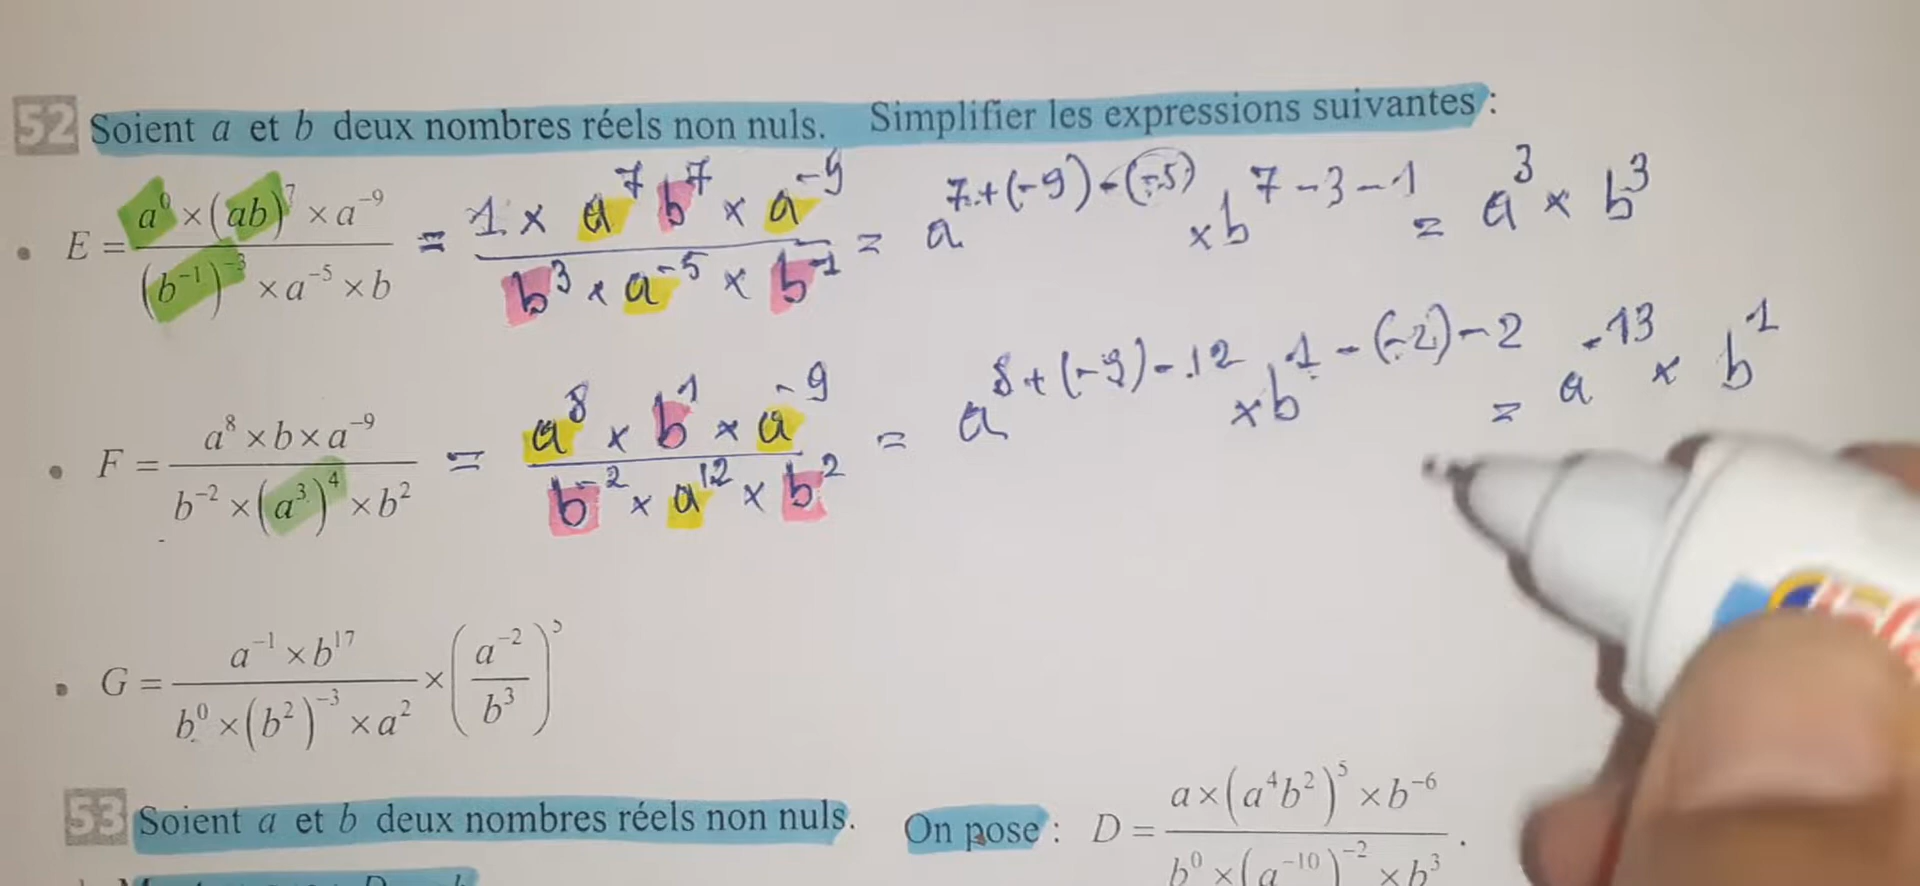 52 Soient a et b deux nombres réels non nuls. Simplifier les expressions suivantes :
• E = (a⁰ × (ab)⁷ × a⁻⁹) / ((b⁻¹)⁻³ × a⁻⁵ × b) = (1 × a⁷ b⁷ × a⁻⁹) / (b³ × a⁻⁵ × b⁻¹) = a^(7+(-9)-(-5)) × b^(7-3-1) = a³ × b³
• F = (a⁸ × b × a⁻⁹) / (b⁻² × (a³)⁴ × b²) = (a⁸ × b¹ × a⁻⁹) / (b⁻² × a¹² × b²) = a^(8+(-9)-12) × b^(1-(-2)-2) = a⁻¹³ × b¹
• G = (a⁻¹ × b¹⁷) / (b⁰ × (b²)⁻³ × a²) × (a⁻² / b³)
53 Soient a et b deux nombres réels non nuls. On pose : D = (a × (a⁴b²)⁵ × b⁻⁶) / (b⁰ × (a⁻¹⁰)⁻² × b³) .